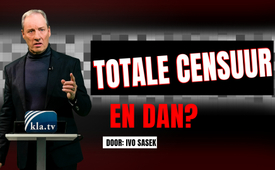 TOTALE CENSUUR
EN DAN?
DOOR: IVO SASEK
kla.tv